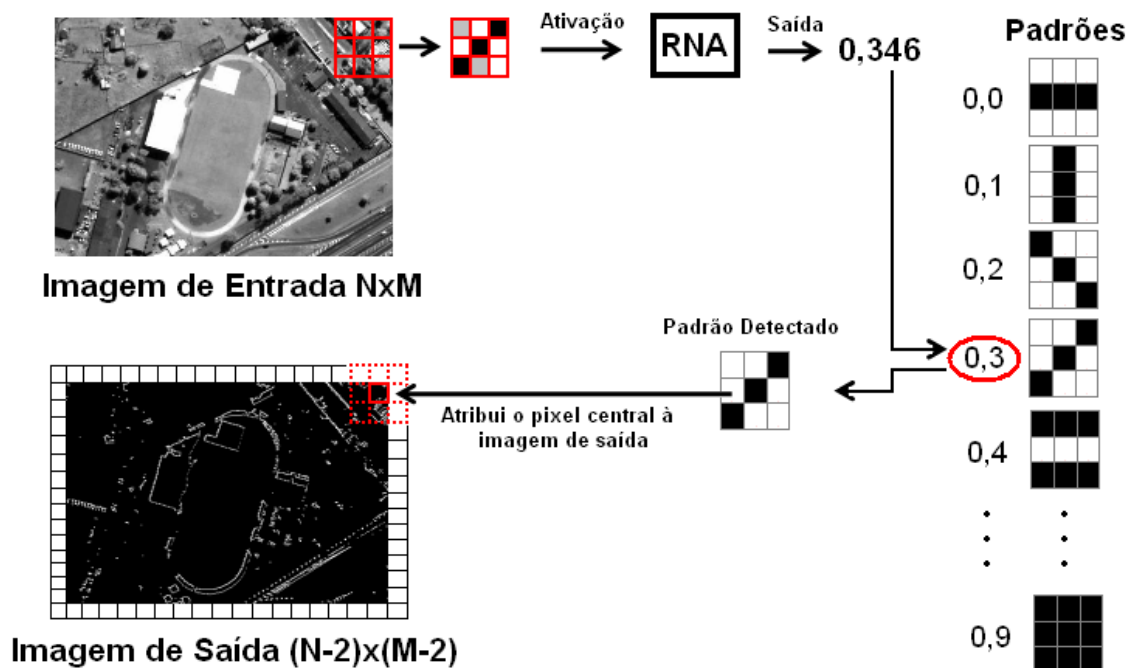 Ativação
RNA
Saída
0,346
Padrões
0,0
0,1
0,2
0,3
0,4
0,9
Imagem de Entrada NxM
Padrão Detectado
Atribui o pixel central à
imagem de saída
Imagem de Saída (N-2)x(M-2)